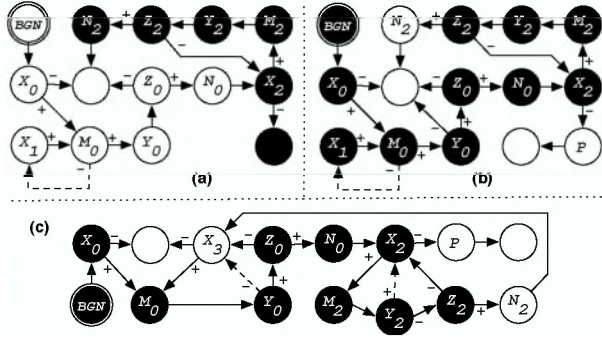 BGN N2 Z2 Y2 M2 BGN N2 Z2 Y2 M2
+ − + −
X0 − − Z0 + N0 X2 X0 Z0 + N0 X2
+ + − + + − + −
X1 + M0 + Y0 X1 + M0 + Y0 P
− (a) − (b)
(c) X0 − − X3 − Z0 + N0 X2 − P
+ + + + + −
BGN M0 Y0 M2 Y2 − Z2 + N2